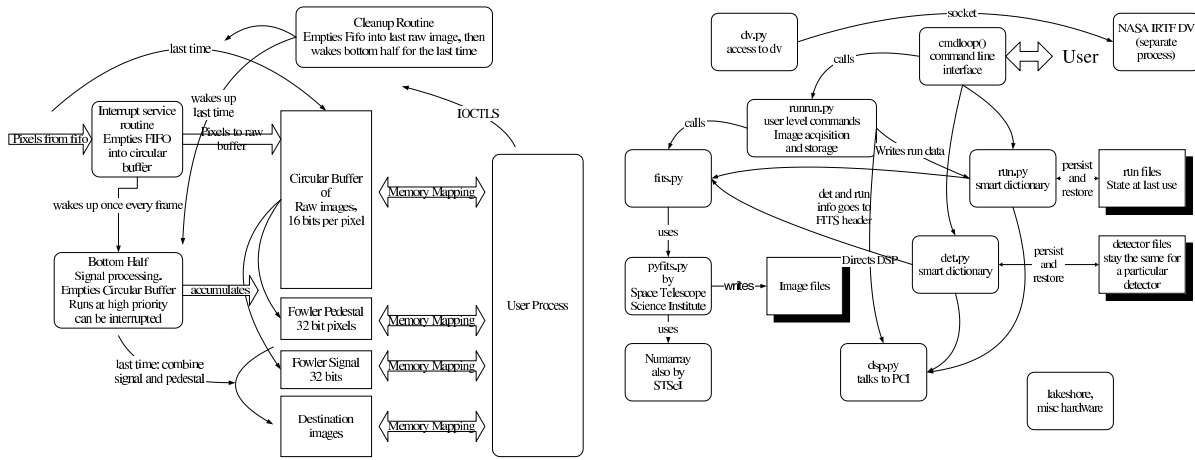 Cleanup Routine
Empties Fifo into last raw image, then
wakes bottom half for the last time
last time
wakes up
last time
IOCTLS
Pixels from fifo
Interrupt service
routine
Empties FIFO
into circular
buffer
Pixels to raw
buffer
wakes up once every frame
Circular Buffer
of
Raw images,
16 bits per pixel
Memory Mapping
User Process
Bottom Half
Signal processing.
Empties Circular Buffer
Runs at high priority
can be interrupted
accumulates
Fowler Pedestal
32 bit pixels
Memory Mapping
last time: combine
signal and pedestal
Fowler Signal
32 bits
Memory Mapping
Destination
images
Memory Mapping
dv.py
access to dv
socket
NASA IRTF DV
(separate
process)
cmdloop()
command line
interface
User
calls
runrun.py
user level commands
Image acqisition
and storage
calls
Writes run data
fits.py
run.py
smart dictionary
persist
and
restore
run files
State at last use
det and run
info goes to
FITS header
uses
Directs DSP
det.py
smart dictionary
persist
and
restore
detector files
stay the same for
a particular
detector
pyfits.py
by
Space Telescope
Science Institute
writes
Image files
uses
Numarray
also by
STScI
dsp.py
talks to PCI
lakeshore,
misc hardware